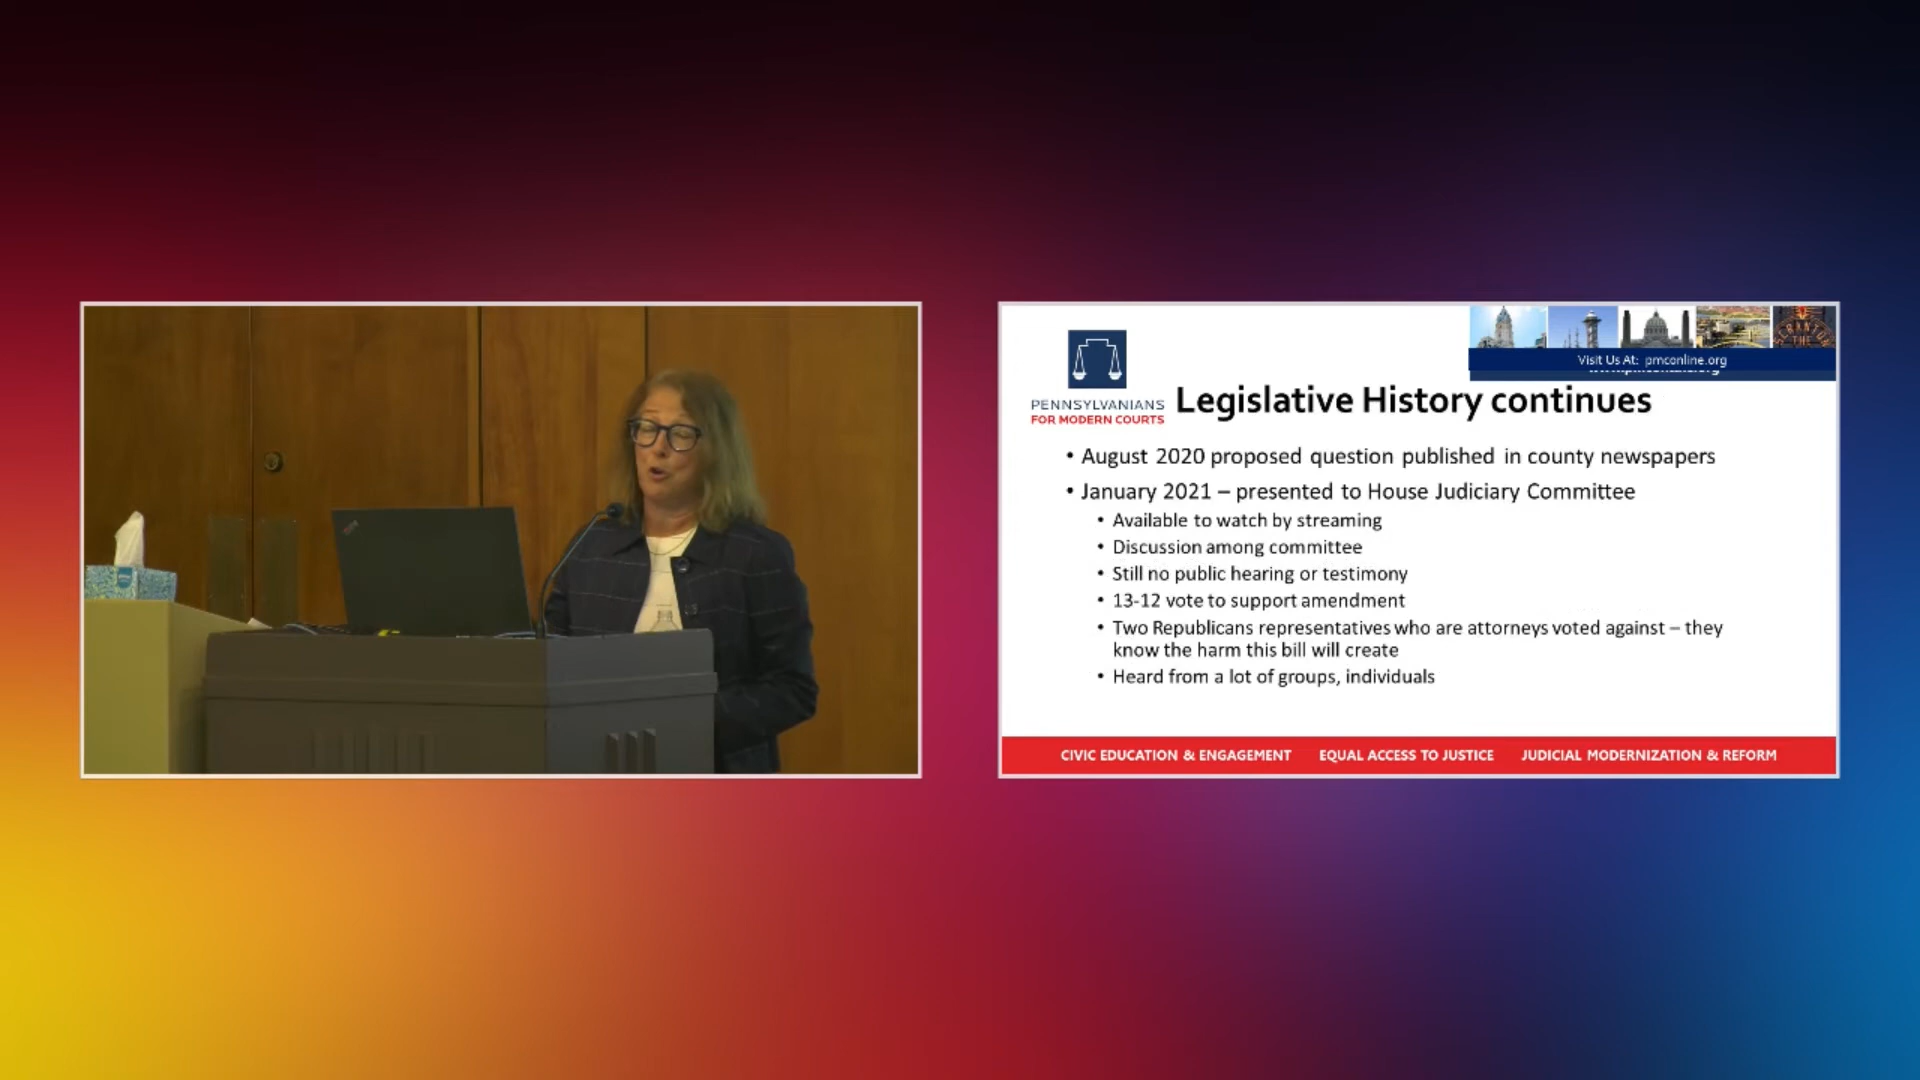 Visit Us At: pmconline.org
PENNSYLVANIANS
FOR MODERN COURTS
Legislative History continues
• August 2020 proposed question published in county newspapers
• January 2021 – presented to House Judiciary Committee
• Available to watch by streaming
• Discussion among committee
• Still no public hearing or testimony
• 13-12 vote to support amendment
• Two Republicans representatives who are attorneys voted against – they
know the harm this bill will create
• Heard from a lot of groups, individuals
CIVIC EDUCATION & ENGAGEMENT EQUAL ACCESS TO JUSTICE JUDICIAL MODERNIZATION & REFORM